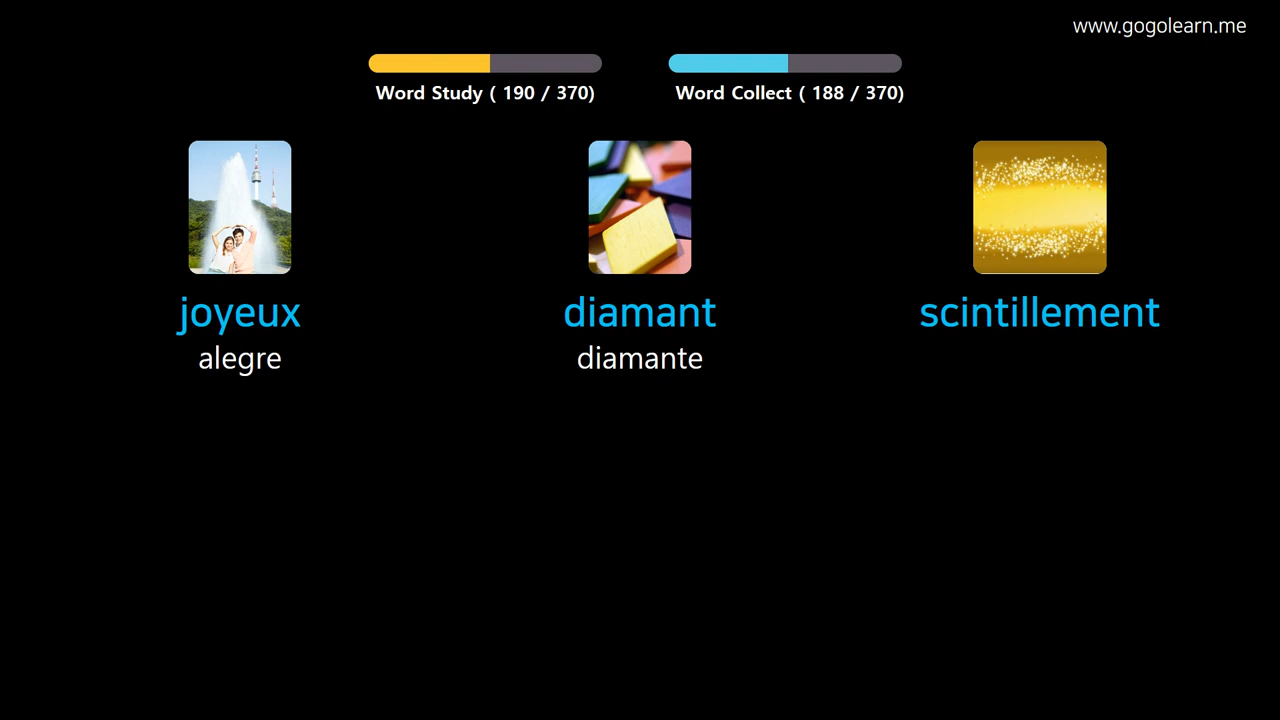 www.gogolearn.me
Word Study ( 190 / 370)
Word Collect ( 188 / 370)
joyeux
alegre
diamant
diamante
scintillement